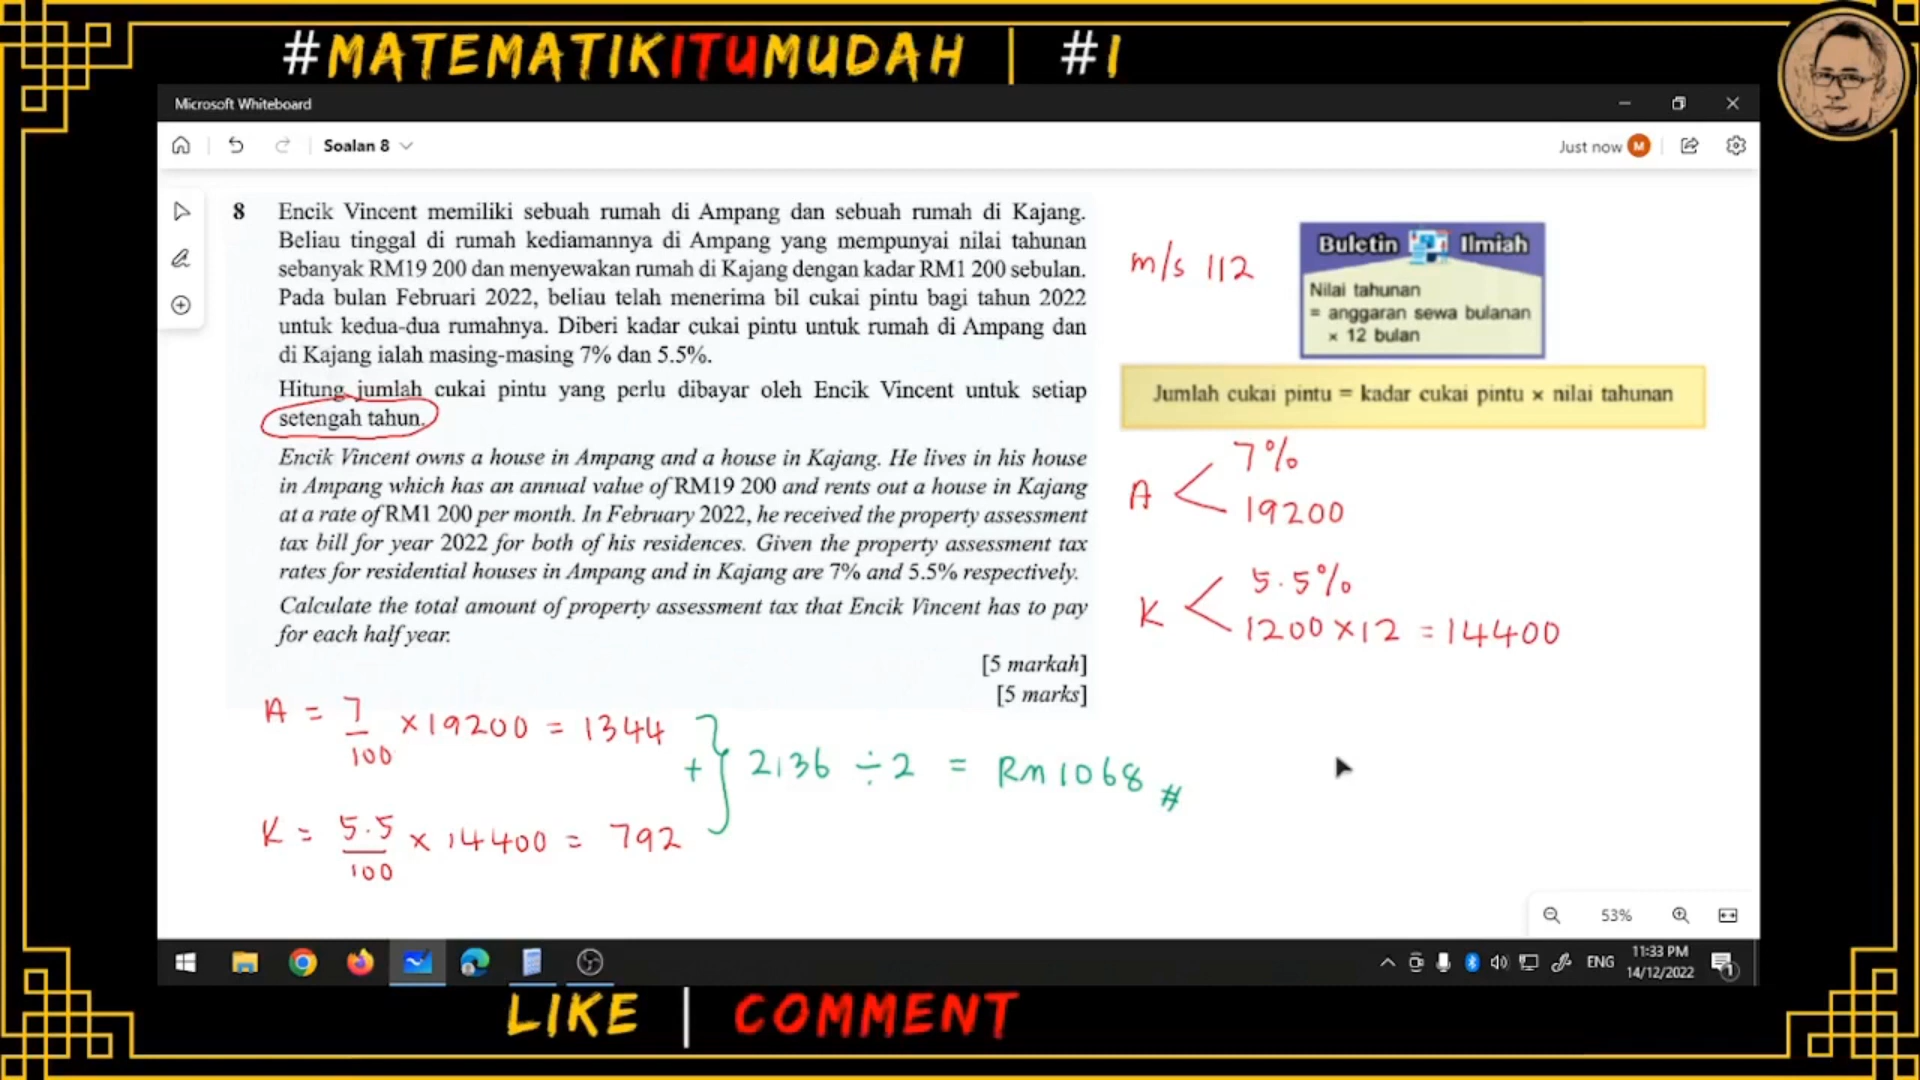 #MATEMATIKITUMUDAH | #1
Microsoft Whiteboard
Soalan 8
Just now M
8 Encik Vincent memiliki sebuah rumah di Ampang dan sebuah rumah di Kajang.
Beliau tinggal di rumah kediamannya di Ampang yang mempunyai nilai tahunan
sebanyak RM19 200 dan menyewakan rumah di Kajang dengan kadar RM1 200 sebulan.
Pada bulan Februari 2022, beliau telah menerima bil cukai pintu bagi tahun 2022
untuk kedua-dua rumahnya. Diberi kadar cukai pintu untuk rumah di Ampang dan
di Kajang ialah masing-masing 7% dan 5.5%.
Hitung jumlah cukai pintu yang perlu dibayar oleh Encik Vincent untuk setiap
setengah tahun.
Encik Vincent owns a house in Ampang and a house in Kajang. He lives in his house
in Ampang which has an annual value of RM19 200 and rents out a house in Kajang
at a rate of RM1 200 per month. In February 2022, he received the property assessment
tax bill for year 2022 for both of his residences. Given the property assessment tax
rates for residential houses in Ampang and in Kajang are 7% and 5.5% respectively.
Calculate the total amount of property assessment tax that Encik Vincent has to pay
for each half year.
[5 markah]
[5 marks]
m/s 112
Buletin Ilmiah
Nilai tahunan
= anggaran sewa bulanan
× 12 bulan
Jumlah cukai pintu = kadar cukai pintu × nilai tahunan
A < 7%
19200
K < 5.5%
1200 × 12 = 14400
A = 7/100 × 19200 = 1344
+ } 2136 ÷ 2 = Rm 1068 #
K = 5.5/100 × 14400 = 792
53%
ENG
11:33 PM
14/12/2022
1
LIKE | COMMENT